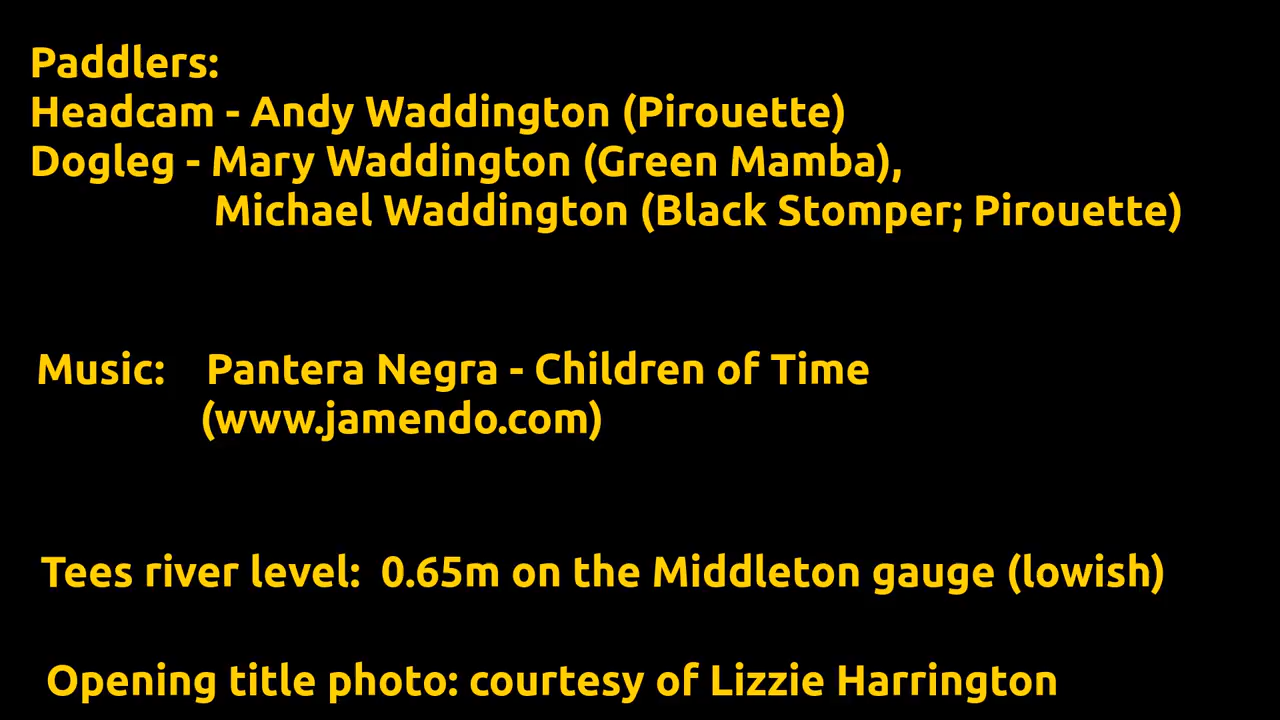 Paddlers:
Headcam - Andy Waddington (Pirouette)
Dogleg - Mary Waddington (Green Mamba),
Michael Waddington (Black Stomper; Pirouette)
Music: Pantera Negra - Children of Time
(www.jamendo.com)
Tees river level: 0.65m on the Middleton gauge (lowish)
Opening title photo: courtesy of Lizzie Harrington